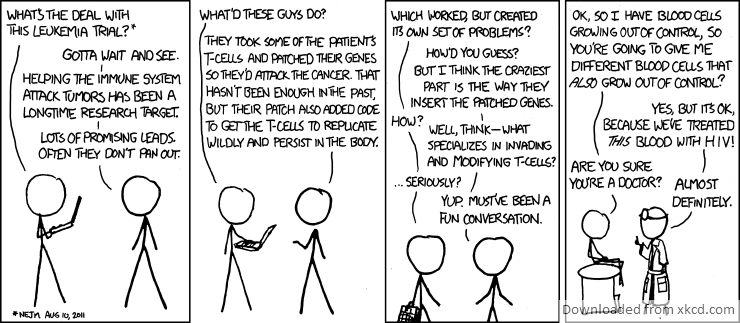 WHAT'S THE DEAL WITH
THIS LEUKEMIA TRIAL?*
GOTTA WAIT AND SEE.
HELPING THE IMMUNE SYSTEM
ATTACK TUMORS HAS BEEN A
LONGTIME RESEARCH TARGET.
LOTS OF PROMISING LEADS.
OFTEN THEY DON'T PAN OUT.
*NEJM AUG 10, 2011
WHAT'D THESE GUYS DO?
THEY TOOK SOME OF THE PATIENT'S
T-CELLS AND PATCHED THEIR GENES
SO THEY'D ATTACK THE CANCER. THAT
HASN'T BEEN ENOUGH IN THE PAST,
BUT THEIR PATCH ALSO ADDED CODE
TO GET THE T-CELLS TO REPLICATE
WILDLY AND PERSIST IN THE BODY.
WHICH WORKED, BUT CREATED
ITS OWN SET OF PROBLEMS?
HOW'D YOU GUESS?
BUT I THINK THE CRAZIEST
PART IS THE WAY THEY
INSERT THE PATCHED GENES.
HOW?
WELL, THINK—WHAT
SPECIALIZES IN INVADING
AND MODIFYING T-CELLS?
...SERIOUSLY?
YUP. MUST'VE BEEN A
FUN CONVERSATION.
OK, SO I HAVE BLOOD CELLS
GROWING OUT OF CONTROL, SO
YOU'RE GOING TO GIVE ME
DIFFERENT BLOOD CELLS THAT
ALSO GROW OUT OF CONTROL?
YES, BUT IT'S OK,
BECAUSE WE'VE TREATED
THIS BLOOD WITH HIV!
ARE YOU SURE
YOU'RE A DOCTOR?
ALMOST
DEFINITELY.
Downloaded from xkcd.com